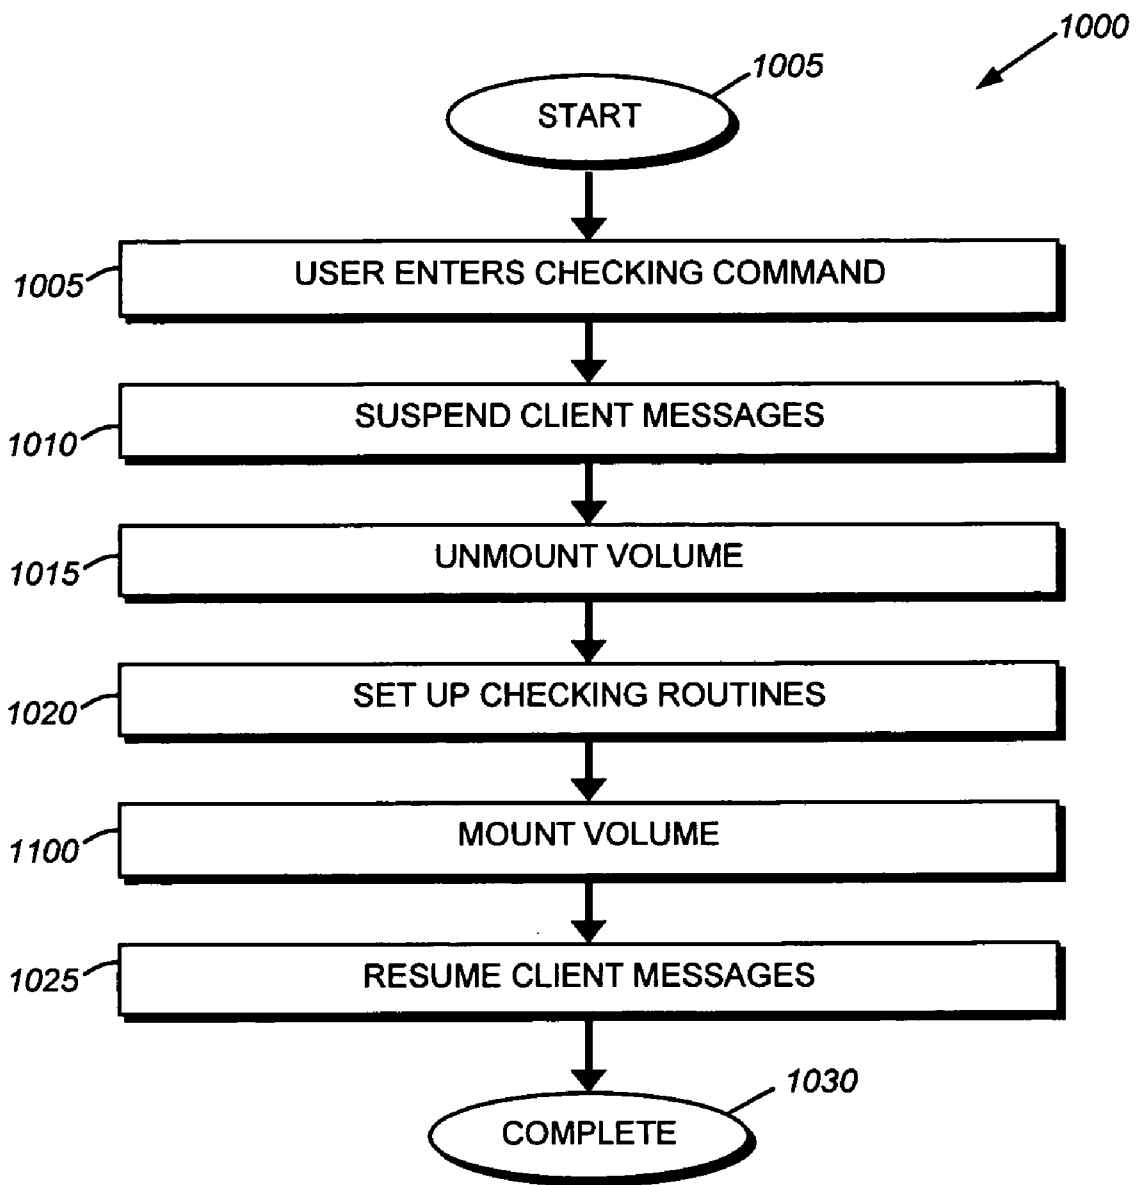 1000
1005
START
USER ENTERS CHECKING COMMAND
1005
SUSPEND CLIENT MESSAGES
1010
UNMOUNT VOLUME
1015
SET UP CHECKING ROUTINES
1020
MOUNT VOLUME
1100
RESUME CLIENT MESSAGES
1025
1030
COMPLETE